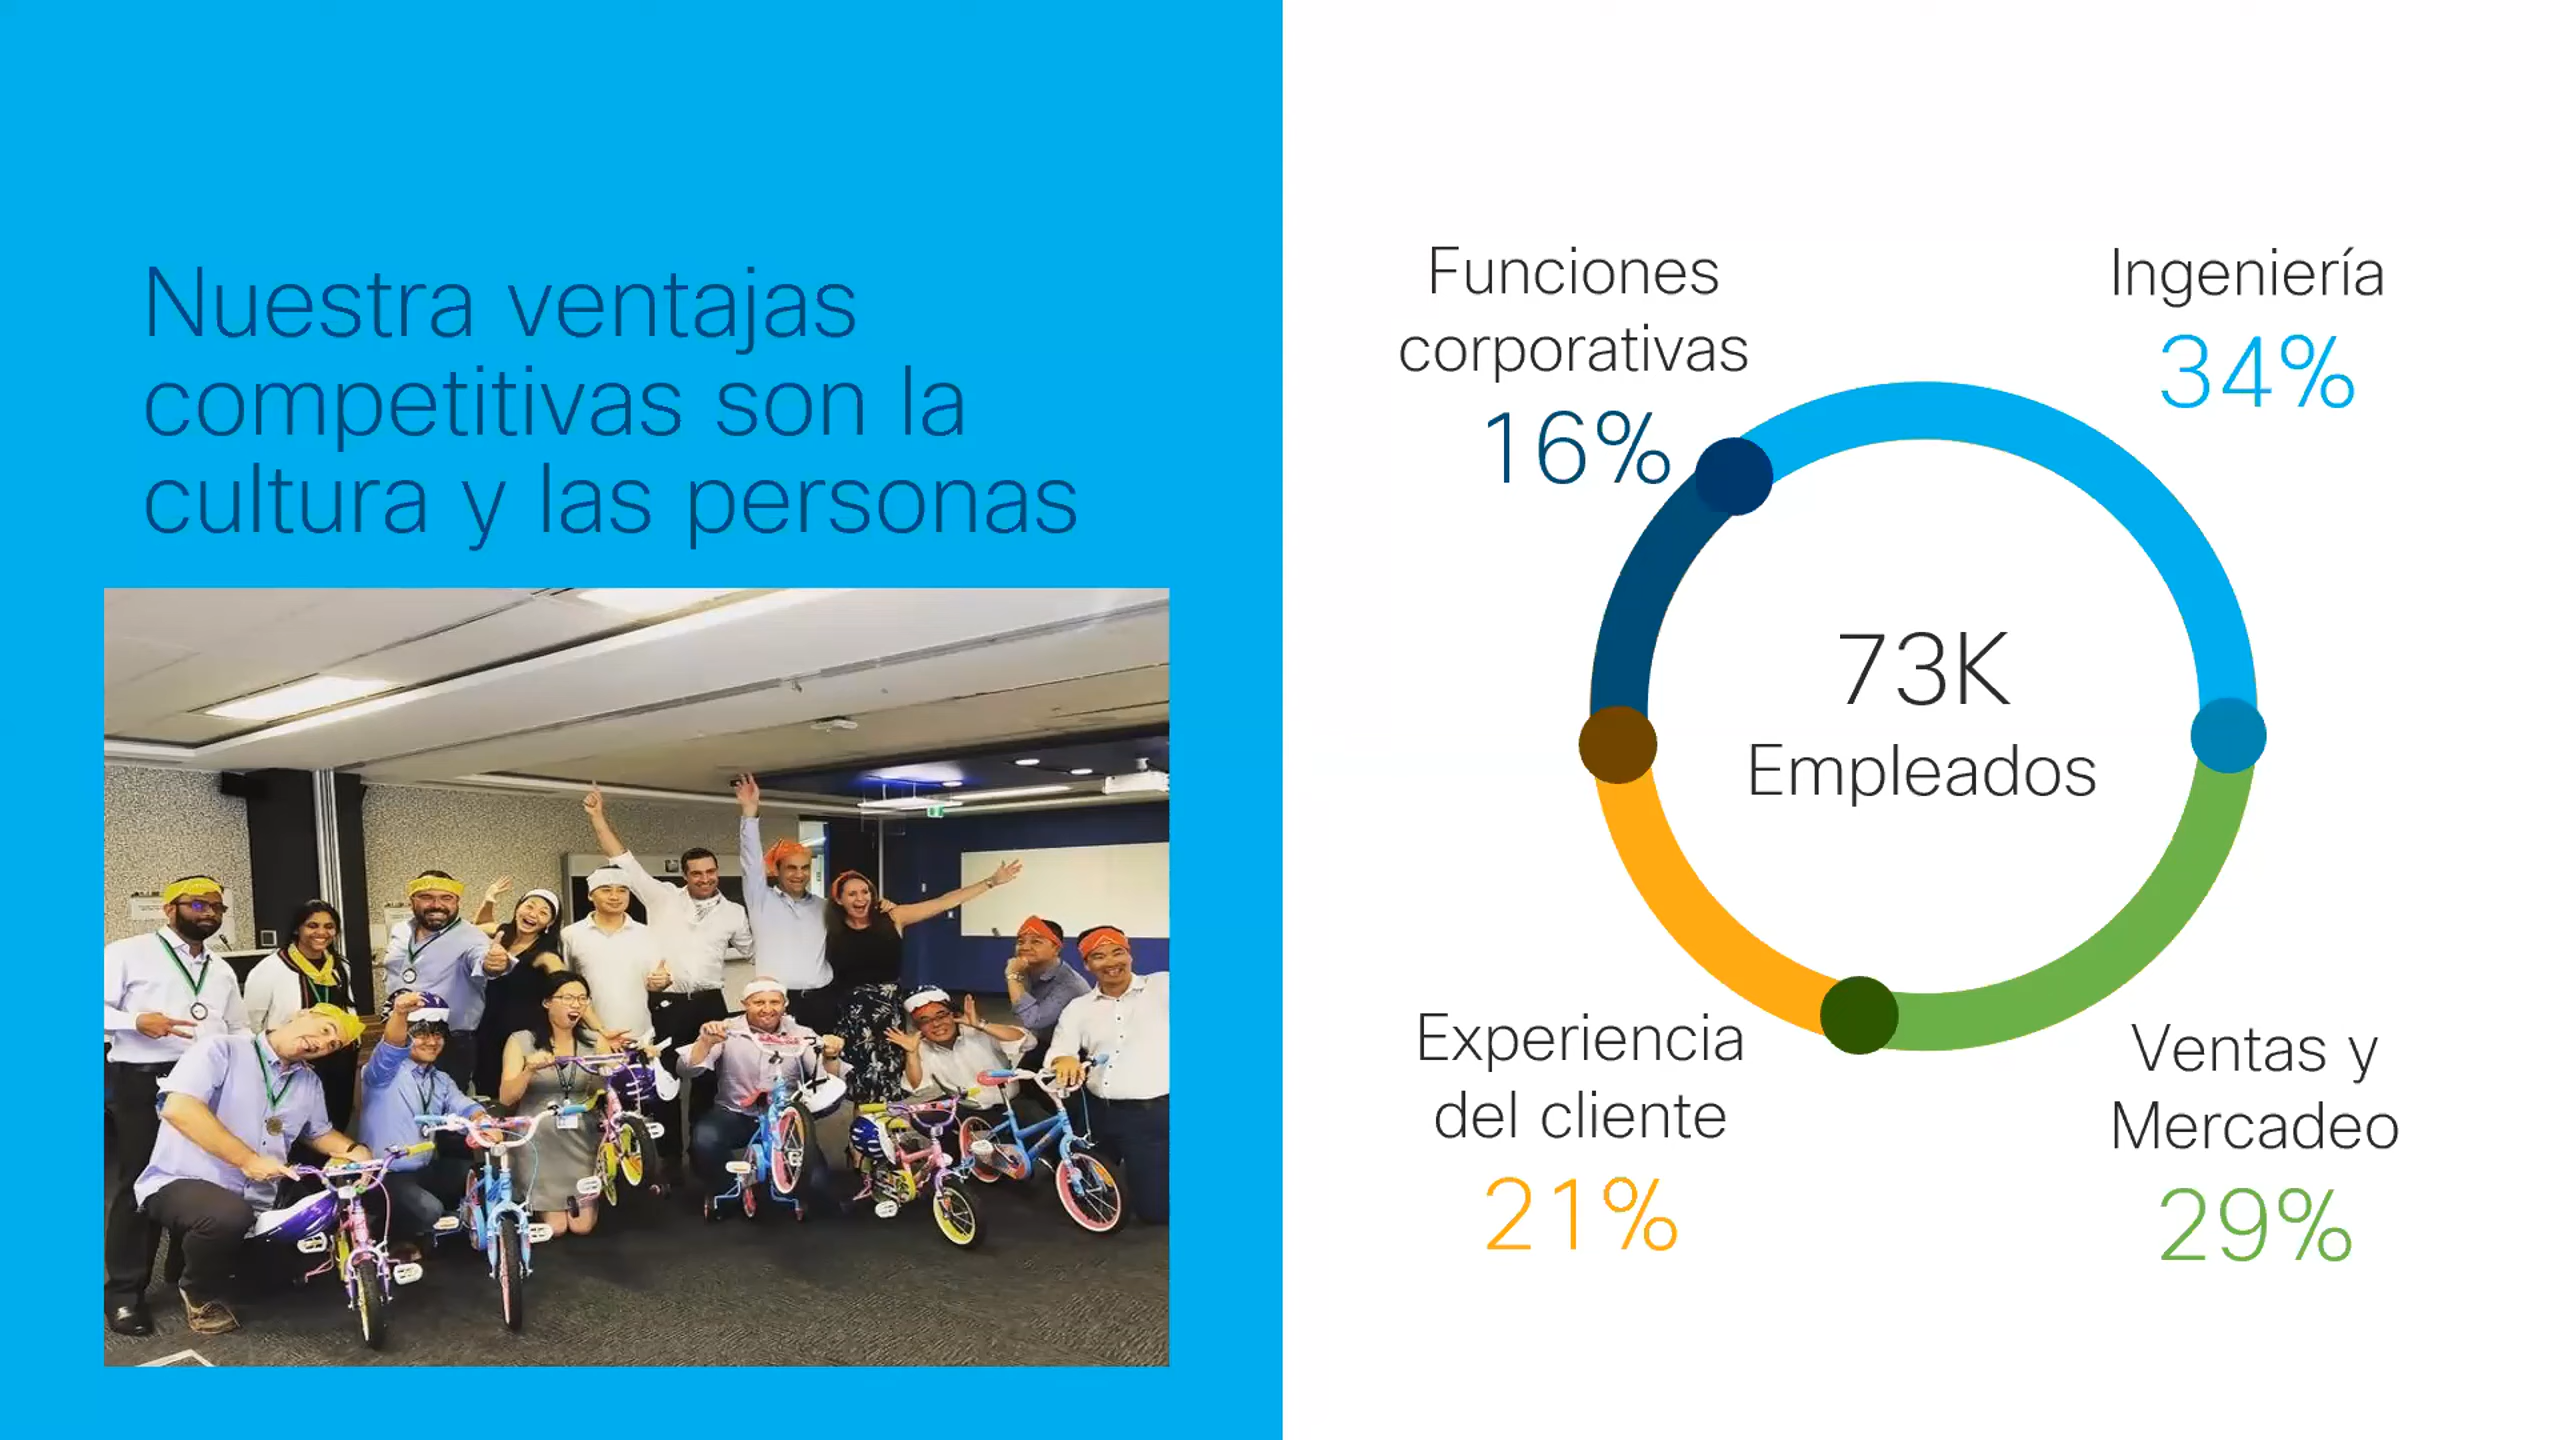 Nuestra ventajas
competitivas son la
cultura y las personas
Funciones
corporativas
16%
Ingeniería
34%
73K
Empleados
Experiencia
del cliente
21%
Ventas y
Mercadeo
29%